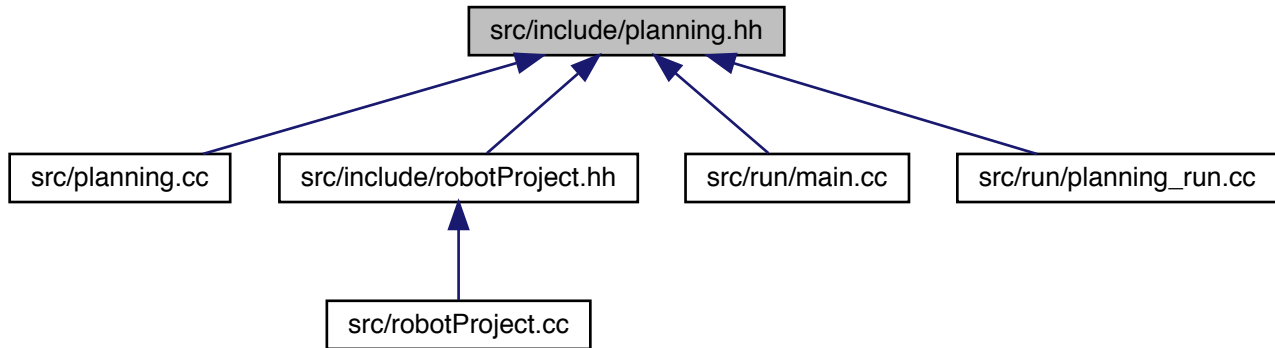 src/include/planning.hh
src/planning.cc
src/include/robotProject.hh
src/run/main.cc
src/run/planning_run.cc
src/robotProject.cc